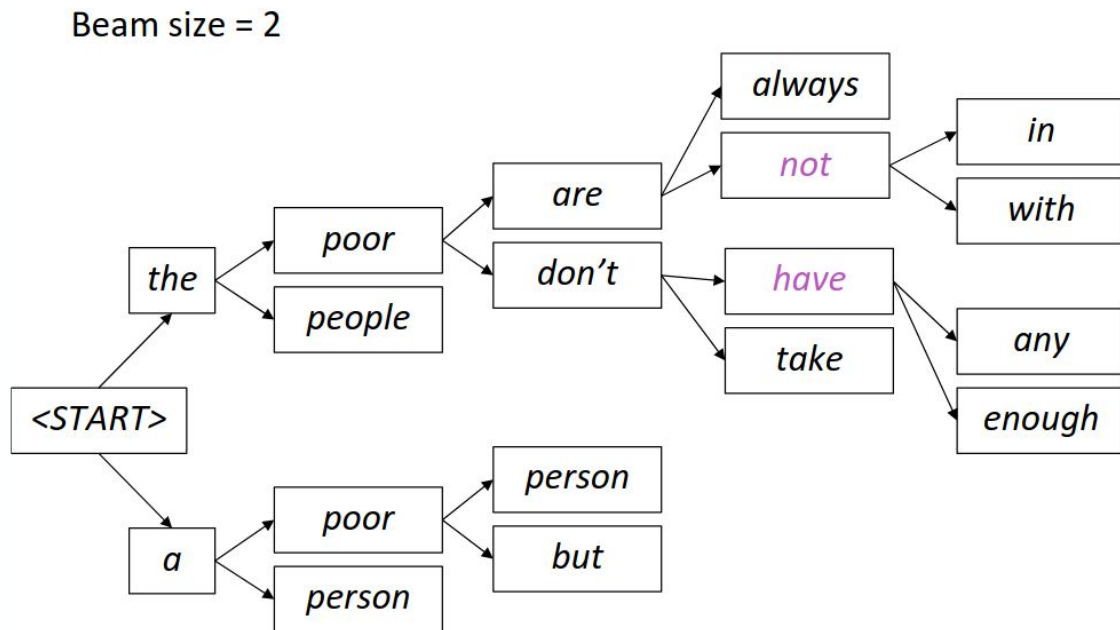 Beam size = 2
always
not
in
with
are
don't
poor
people
the
have
take
any
enough
<START>
a
poor
person
person
but